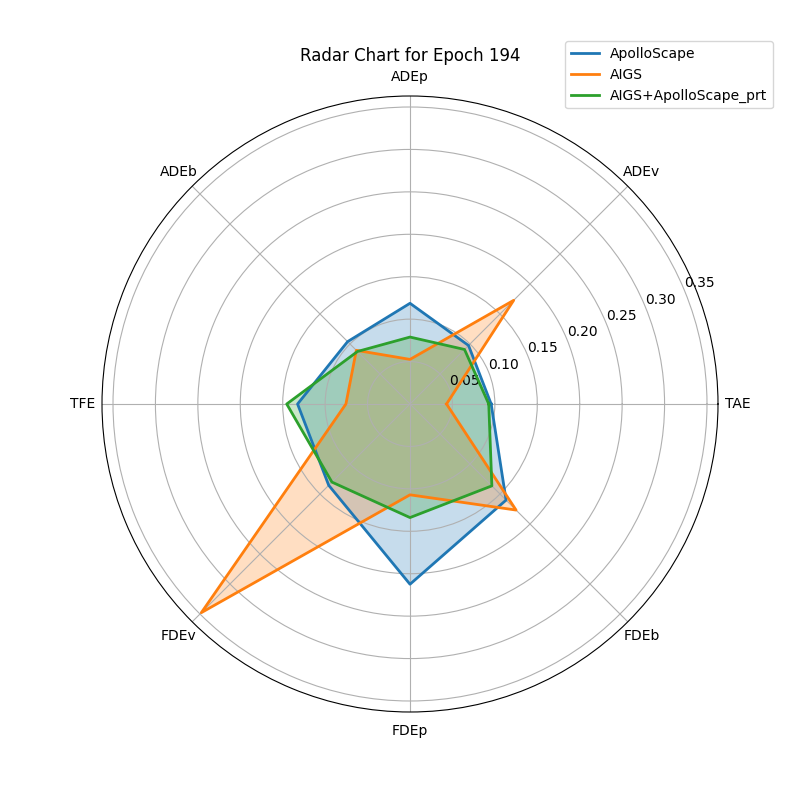 Radar Chart for Epoch 194
ApolloScape
AIGS
AIGS+ApolloScape_prt
ADEp
ADEb
ADEv
0.35
0.30
0.25
0.20
0.15
0.10
0.05
TFE
TAE
FDEv
FDEb
FDEp